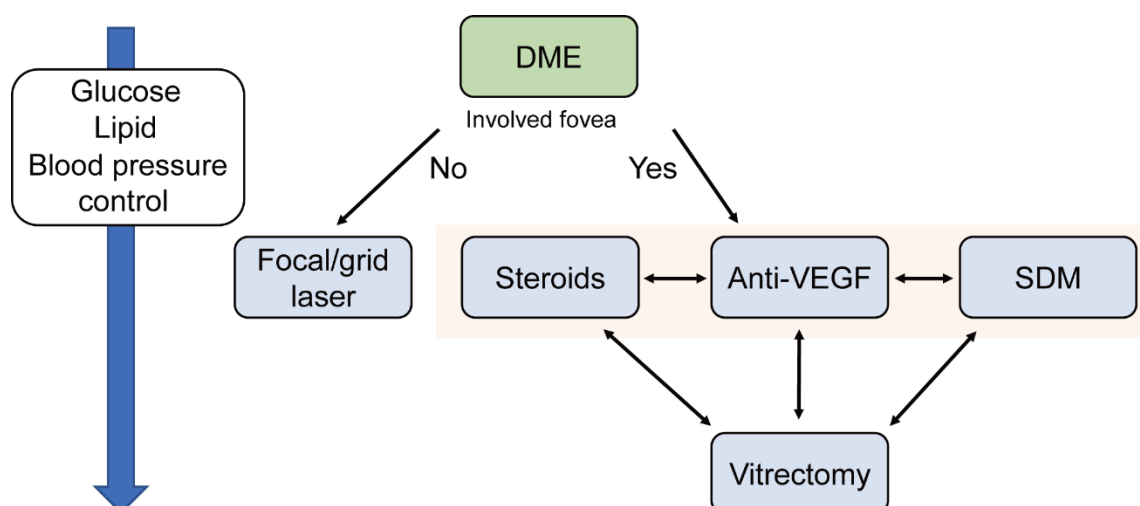 DME
Involved fovea
Glucose
Lipid
Blood pressure
control
No
Yes
Focal/grid
laser
Steroids
Anti-VEGF
SDM
Vitrectomy